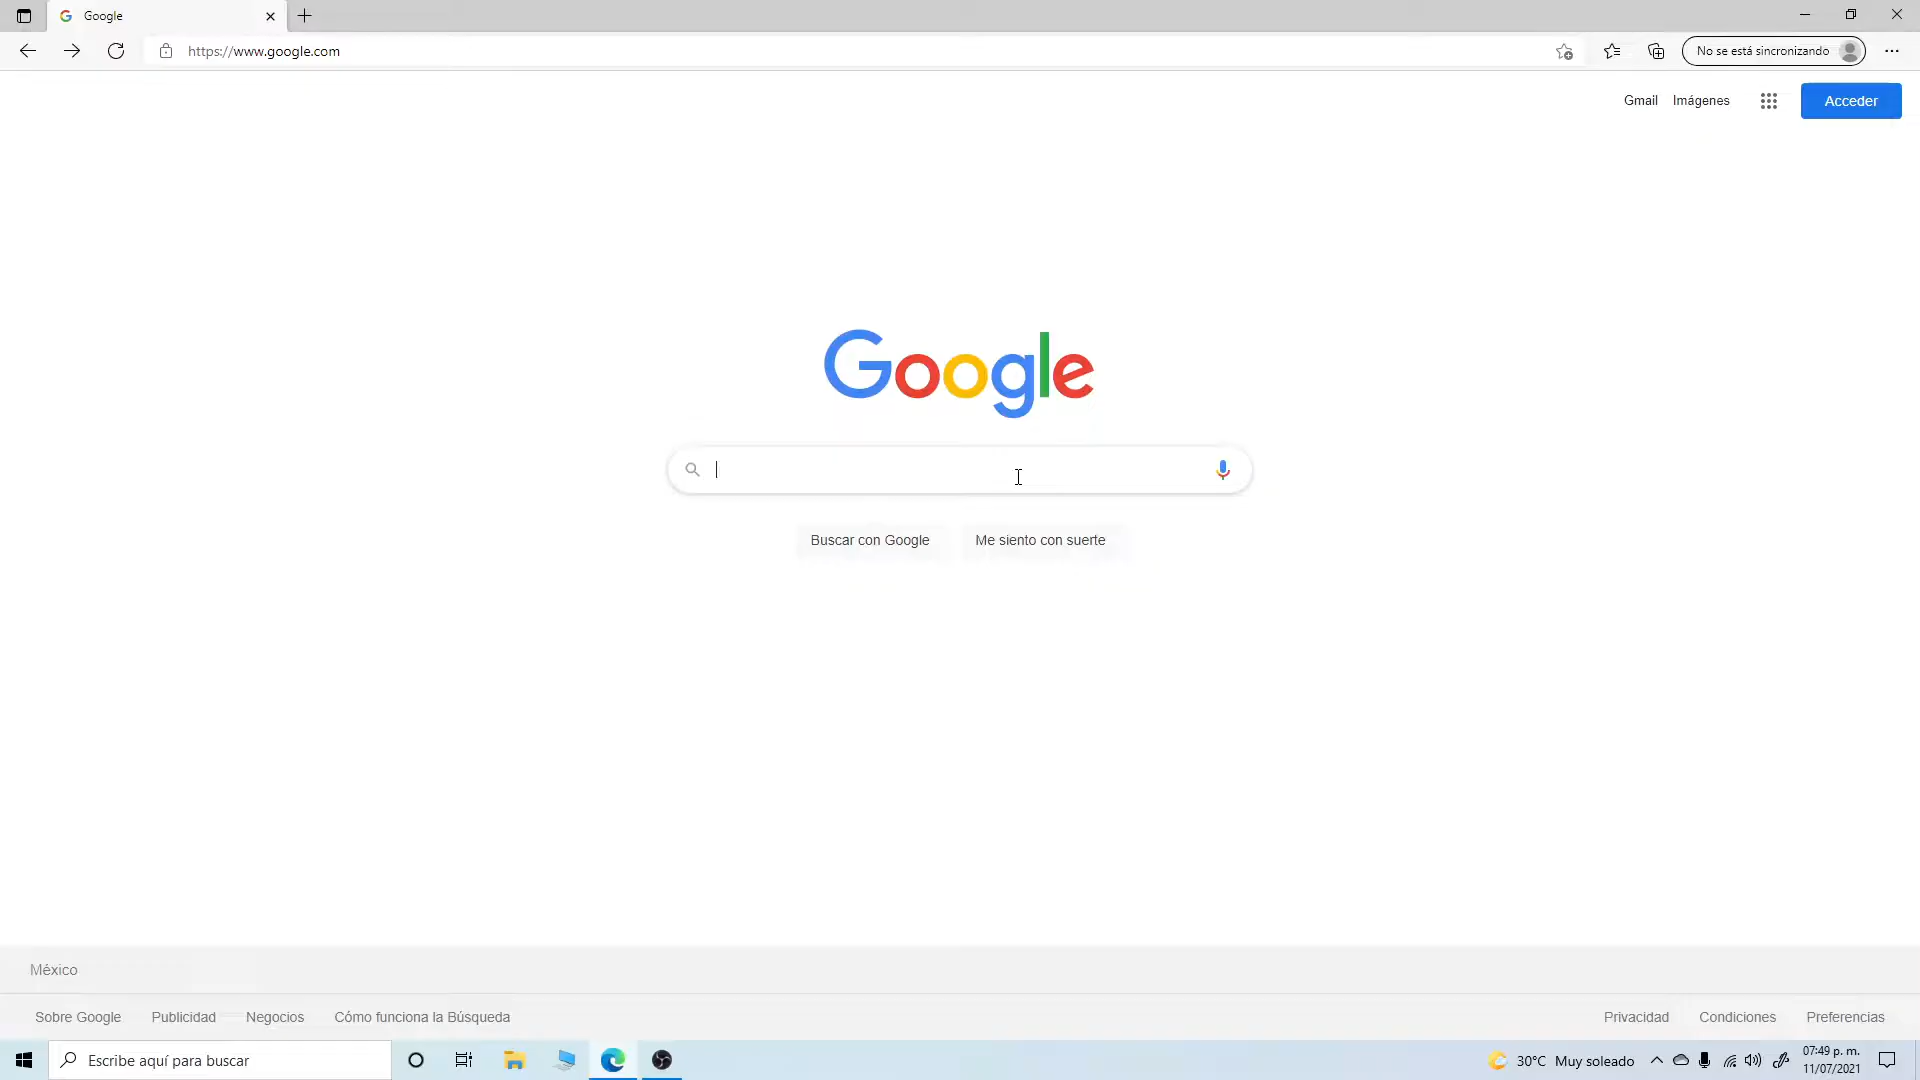 Google
https://www.google.com
No se está sincronizando
Gmail
Imágenes
Acceder
Google
Buscar con Google
Me siento con suerte
México
Sobre Google
Publicidad
Negocios
Cómo funciona la Búsqueda
Privacidad
Condiciones
Preferencias
Escribe aquí para buscar
30°C Muy soleado
07:49 p. m.
11/07/2021